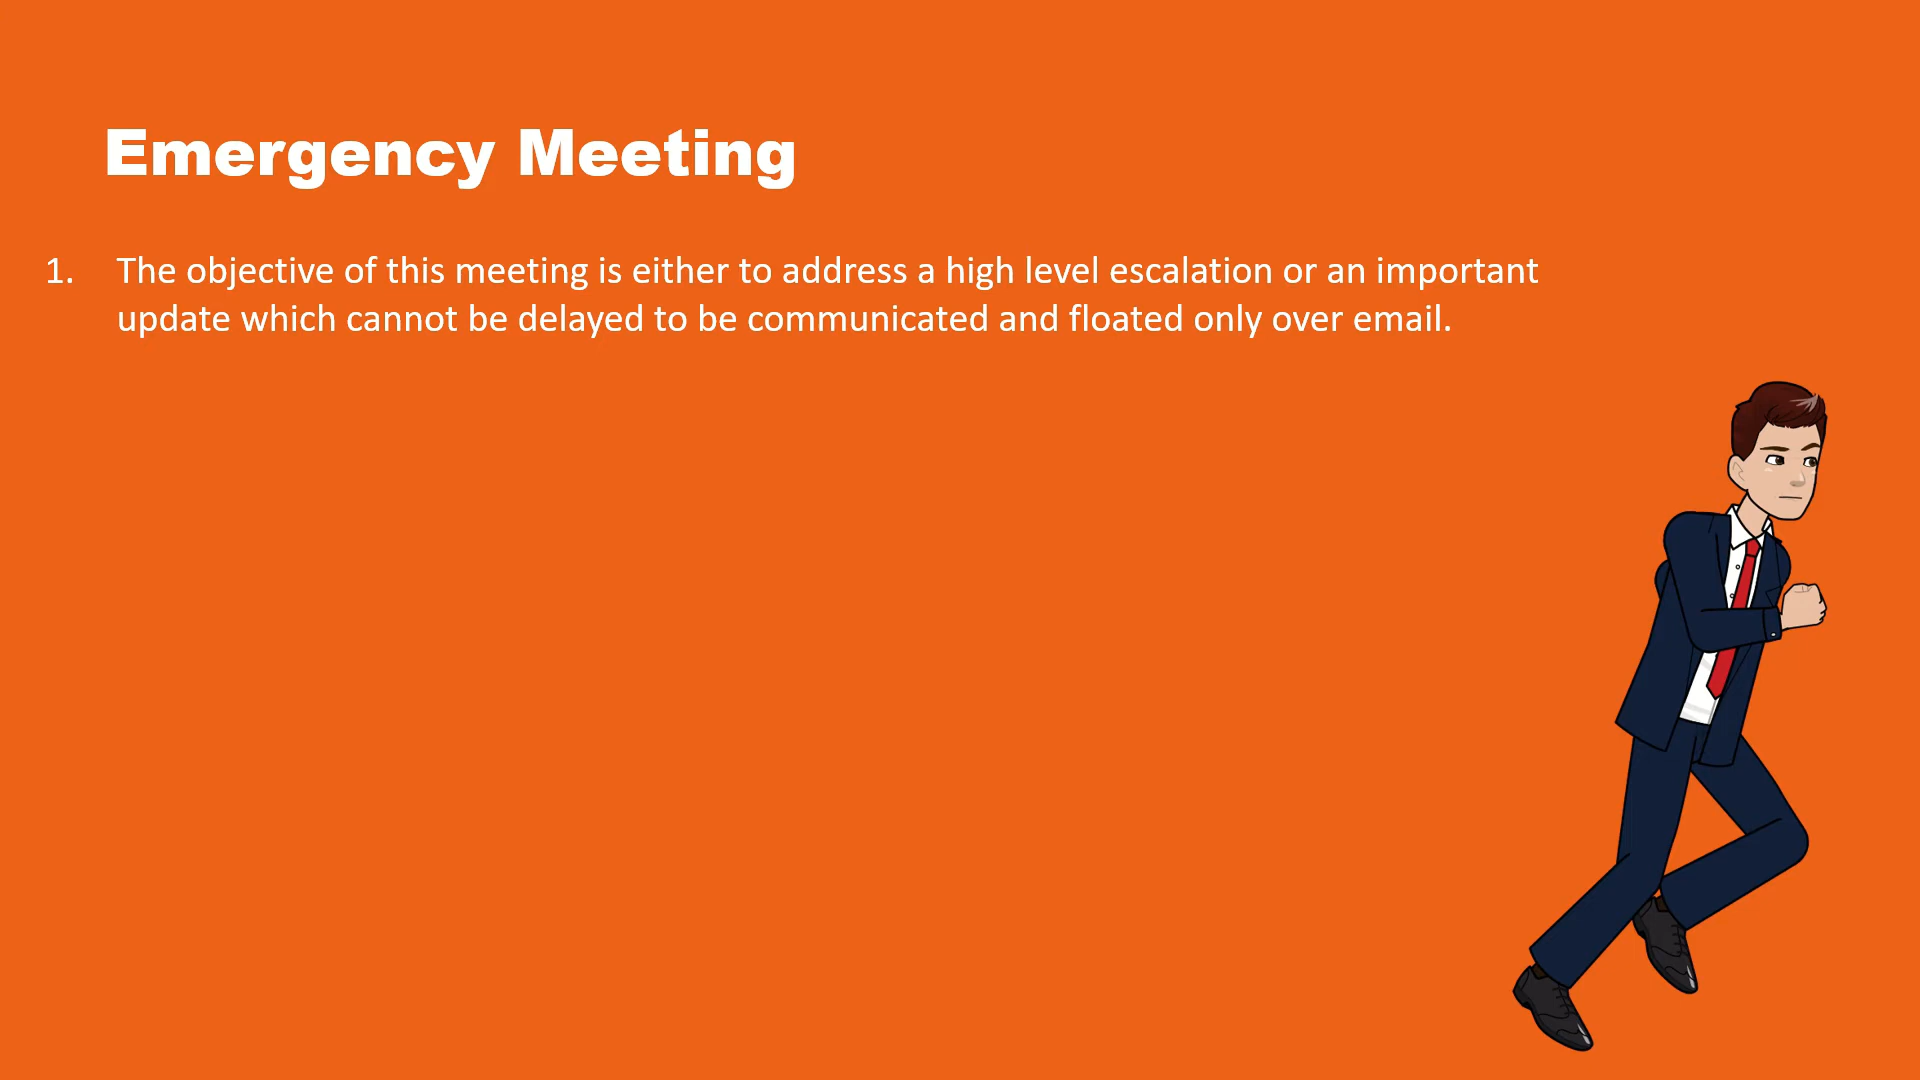 Emergency Meeting
1. The objective of this meeting is either to address a high level escalation or an important
update which cannot be delayed to be communicated and floated only over email.